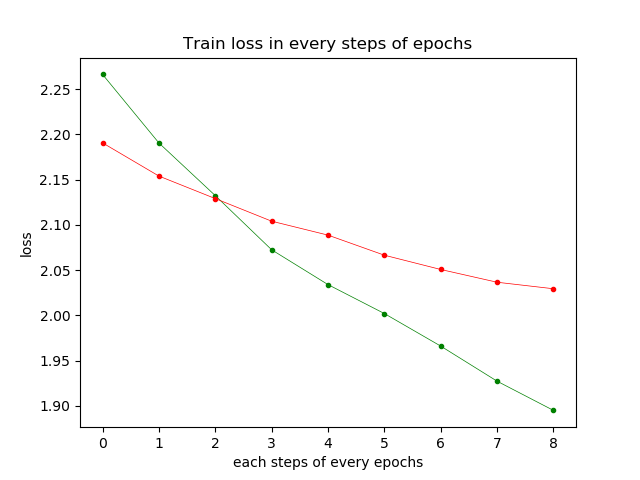 Train loss in every steps of epochs
2.25
2.20
2.15
2.10
2.05
2.00
1.95
1.90
loss
0 1 2 3 4 5 6 7 8
each steps of every epochs